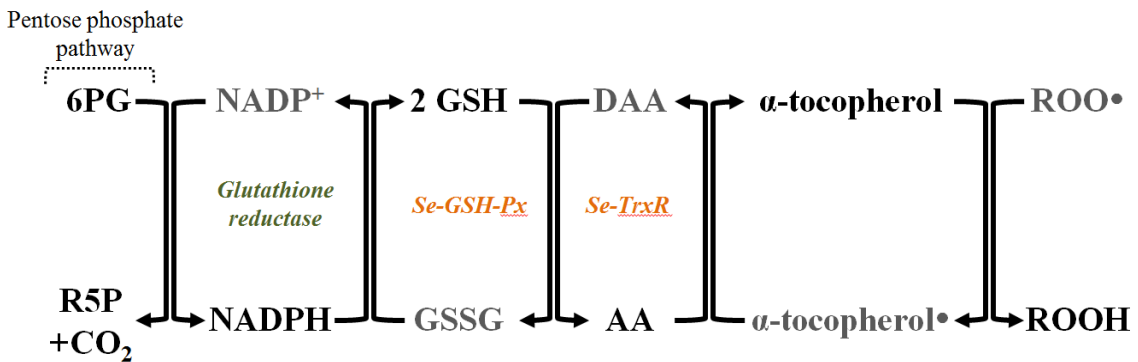 Pentose phosphate
pathway
6PG NADP⁺ 2 GSH DAA α-tocopherol ROO•
Glutathione
reductase
Se-GSH-Px Se-TrxR
R5P
+CO₂
NADPH GSSG AA α-tocopherol• ROOH